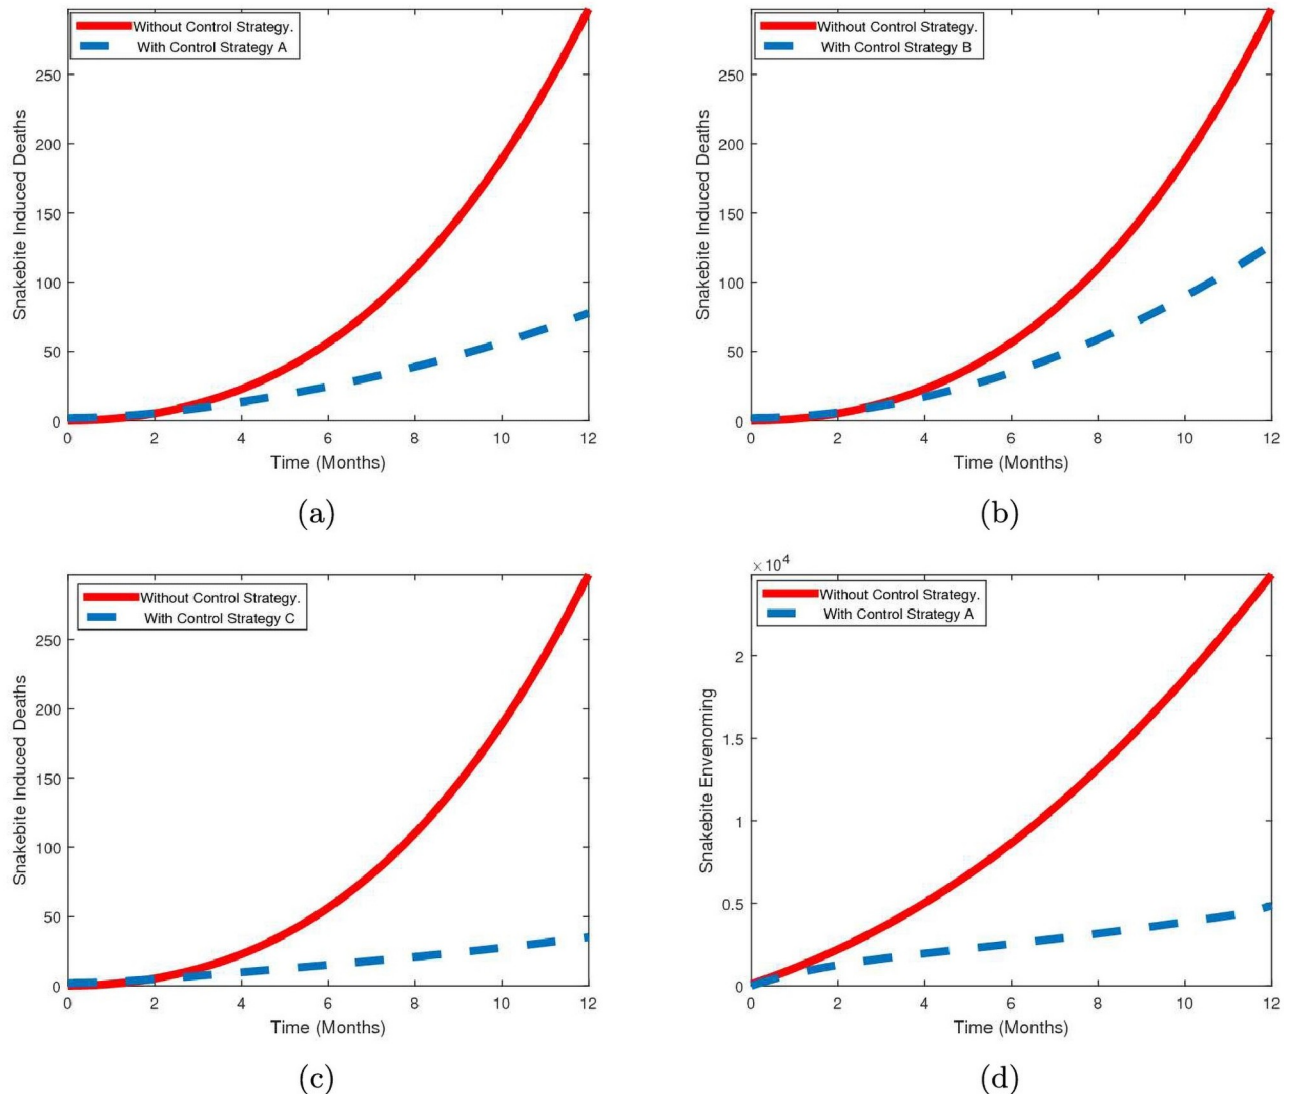 Without Control Strategy.
With Control Strategy A
250
200
150
100
50
0
Snakebite Induced Deaths
0 2 4 6 8 10 12
Time (Months)
(a)
Without Control Strategy.
With Control Strategy B
250
200
150
100
50
0
Snakebite Induced Deaths
0 2 4 6 8 10 12
Time (Months)
(b)
Without Control Strategy.
With Control Strategy C
250
200
150
100
50
0
Snakebite Induced Deaths
0 2 4 6 8 10 12
Time (Months)
(c)
×10⁴
Without Control Strategy.
With Control Strategy A
2
1.5
1
0.5
0
Snakebite Envenoming
0 2 4 6 8 10 12
Time (Months)
(d)